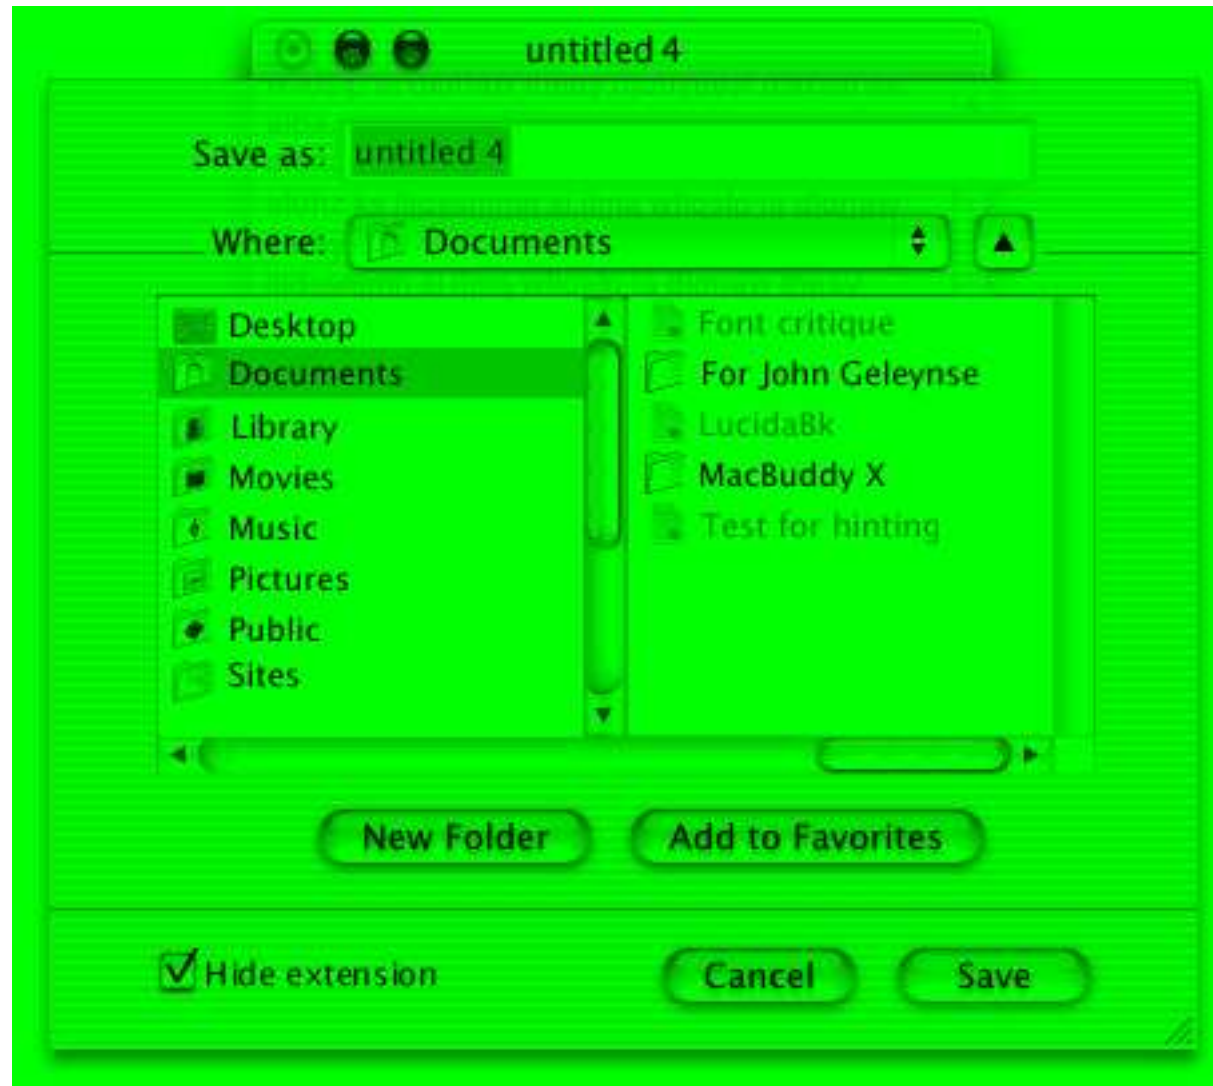 untitled 4
Save as: untitled 4
Where: Documents
Desktop
Documents
Library
Movies
Music
Pictures
Public
Sites
Font critique
For John Geleynse
LucidaBk
MacBuddy X
Test for hinting
New Folder
Add to Favorites
Hide extension
Cancel
Save